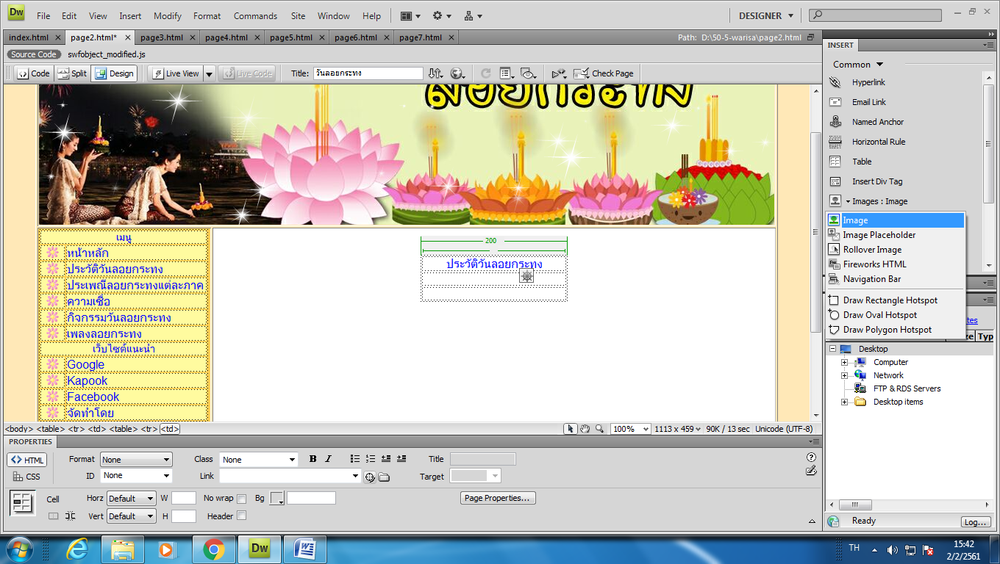 Dw File Edit View Insert Modify Format Commands Site Window Help DESIGNER
index.html page2.html* page3.html page4.html page5.html page6.html page7.html Path: D:\50-5-warisa\page2.html
Source Code swfobject_modified.js
Code Split Design Live View Live Code Title: วันลอยกระทง Check Page
ลอยกระทง
เมนู
หน้าหลัก
ประวัติวันลอยกระทง
ประเพณีลอยกระทงแต่ละภาค
ความเชื่อ
กิจกรรมวันลอยกระทง
เพลงลอยกระทง
เว็บไซต์แนะนำ
Google
Kapook
Facebook
จัดทำโดย
200
ประวัติวันลอยกระทง
INSERT
Common
Hyperlink
Email Link
Named Anchor
Horizontal Rule
Table
Insert Div Tag
Images : Image
Image
Image Placeholder
Rollover Image
Fireworks HTML
Navigation Bar
Draw Rectangle Hotspot
Draw Oval Hotspot
Draw Polygon Hotspot
Typ
Desktop
Computer
Network
FTP & RDS Servers
Desktop items
<body> <table> <tr> <td> <table> <tr> <td> 100% 1113 x 459 90K / 13 sec Unicode (UTF-8)
PROPERTIES
HTML Format None Class None B I Title
CSS ID None Link Target
Cell Horz Default W No wrap Bg Page Properties...
Vert Default H Header
Ready Log...
Dw W TH 15:42
2/2/2561